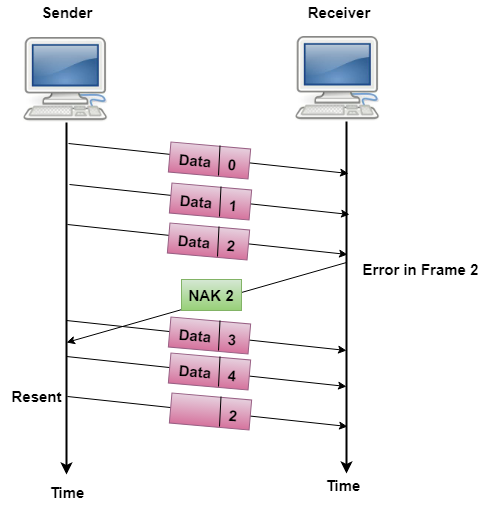 Sender
Receiver
Data 0
Data 1
Data 2
Error in Frame 2
NAK 2
Data 3
Data 4
Resent
2
Time
Time